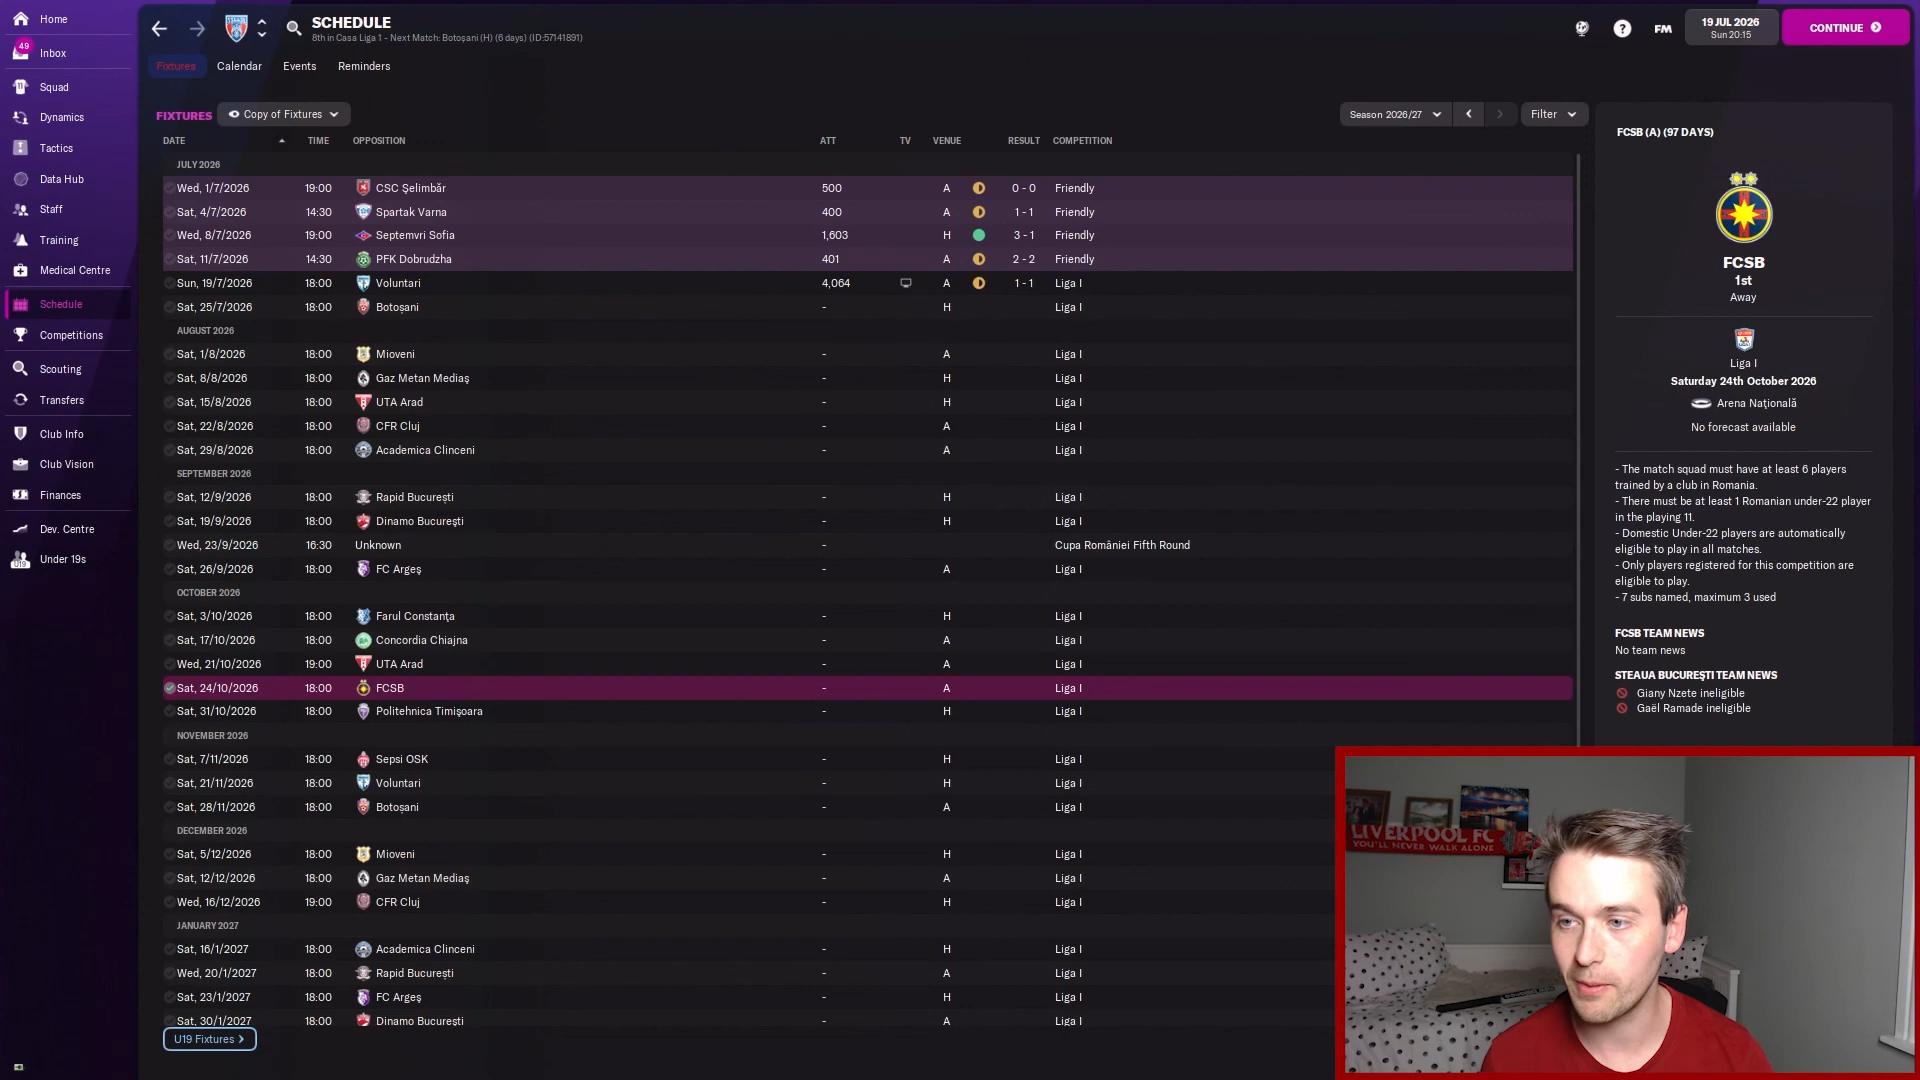 Home
49
Inbox
Squad
Dynamics
Tactics
Data Hub
Staff
Training
Medical Centre
Schedule
Competitions
Scouting
Transfers
Club Info
Club Vision
Finances
Dev. Centre
U19
Under 19s
SCHEDULE
8th in Casa Liga 1 - Next Match: Botoșani (H) (6 days) (ID:57141891)
FM
19 JUL 2026
Sun 20:15
CONTINUE
Fixtures Calendar Events Reminders
FIXTURES Copy of Fixtures Season 2026/27 Filter
DATE TIME OPPOSITION ATT TV VENUE RESULT COMPETITION
JULY 2026
Wed, 1/7/2026 19:00 CSC Şelimbăr 500 A 0 - 0 Friendly
Sat, 4/7/2026 14:30 Spartak Varna 400 A 1 - 1 Friendly
Wed, 8/7/2026 19:00 Septemvri Sofia 1,603 H 3 - 1 Friendly
Sat, 11/7/2026 14:30 PFK Dobrudzha 401 A 2 - 2 Friendly
Sun, 19/7/2026 18:00 Voluntari 4,064 A 1 - 1 Liga I
Sat, 25/7/2026 18:00 Botoșani - H Liga I
AUGUST 2026
Sat, 1/8/2026 18:00 Mioveni - A Liga I
Sat, 8/8/2026 18:00 Gaz Metan Mediaş - H Liga I
Sat, 15/8/2026 18:00 UTA Arad - H Liga I
Sat, 22/8/2026 18:00 CFR Cluj - A Liga I
Sat, 29/8/2026 18:00 Academica Clinceni - A Liga I
SEPTEMBER 2026
Sat, 12/9/2026 18:00 Rapid București - H Liga I
Sat, 19/9/2026 18:00 Dinamo Bucureşti - H Liga I
Wed, 23/9/2026 16:30 Unknown - Cupa României Fifth Round
Sat, 26/9/2026 18:00 FC Argeş - A Liga I
OCTOBER 2026
Sat, 3/10/2026 18:00 Farul Constanţa - H Liga I
Sat, 17/10/2026 18:00 Concordia Chiajna - A Liga I
Wed, 21/10/2026 19:00 UTA Arad - A Liga I
Sat, 24/10/2026 18:00 FCSB - A Liga I
Sat, 31/10/2026 18:00 Politehnica Timişoara - H Liga I
NOVEMBER 2026
Sat, 7/11/2026 18:00 Sepsi OSK - H Liga I
Sat, 21/11/2026 18:00 Voluntari - H Liga I
Sat, 28/11/2026 18:00 Botoșani - A Liga I
DECEMBER 2026
Sat, 5/12/2026 18:00 Mioveni - H Liga I
Sat, 12/12/2026 18:00 Gaz Metan Mediaş - A Liga I
Wed, 16/12/2026 19:00 CFR Cluj - H Liga I
JANUARY 2027
Sat, 16/1/2027 18:00 Academica Clinceni - H Liga I
Wed, 20/1/2027 18:00 Rapid București - A Liga I
Sat, 23/1/2027 18:00 FC Argeş - H Liga I
Sat, 30/1/2027 18:00 Dinamo Bucureşti - A Liga I
U19 Fixtures
FCSB (A) (97 DAYS)
FCSB
1st
Away
Liga I
Saturday 24th October 2026
Arena Naţională
No forecast available
- The match squad must have at least 6 players
trained by a club in Romania.
- There must be at least 1 Romanian under-22 player
in the playing 11.
- Domestic Under-22 players are automatically
eligible to play in all matches.
- Only players registered for this competition are
eligible to play.
- 7 subs named, maximum 3 used
FCSB TEAM NEWS
No team news
STEAUA BUCUREŞTI TEAM NEWS
Giany Nzete ineligible
Gaël Ramade ineligible
LIVERPOOL FC
YOU'LL NEVER WALK ALONE